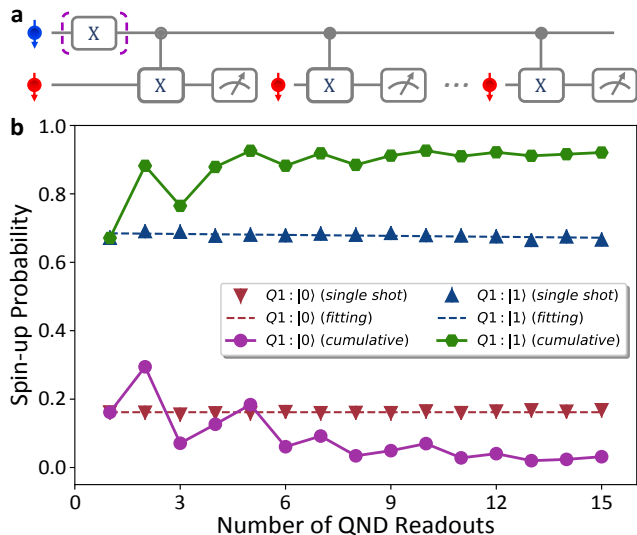 a
X
X X ... X
b
1.0
0.8
0.6
0.4
0.2
0.0
Spin-up Probability
Q1 : |0⟩ (single shot) Q1 : |1⟩ (single shot)
Q1 : |0⟩ (fitting) Q1 : |1⟩ (fitting)
Q1 : |0⟩ (cumulative) Q1 : |1⟩ (cumulative)
0 3 6 9 12 15
Number of QND Readouts